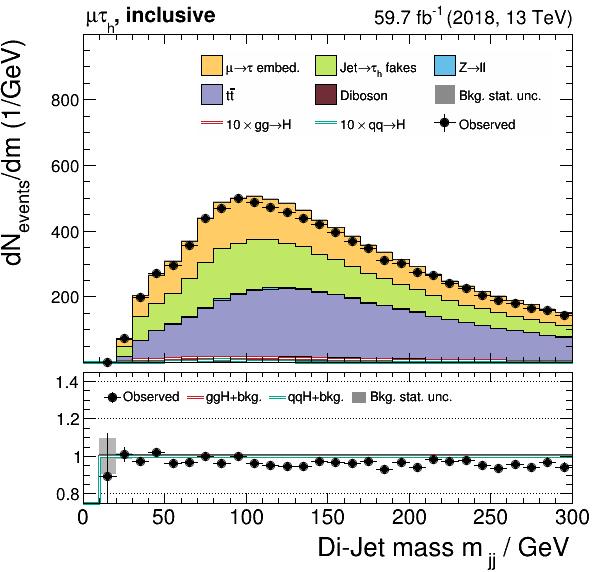 μτh, inclusive
59.7 fb-1 (2018, 13 TeV)
dNevents/dm (1/GeV)
μ→τ embed. Jet→τh fakes Z→ll
tt̄ Diboson Bkg. stat. unc.
10 × gg→H 10 × qq→H Observed
800
600
400
200
1.4
Observed ggH+bkg. qqH+bkg. Bkg. stat. unc.
1.2
1
0.8
0 50 100 150 200 250 300
Di-Jet mass mjj / GeV